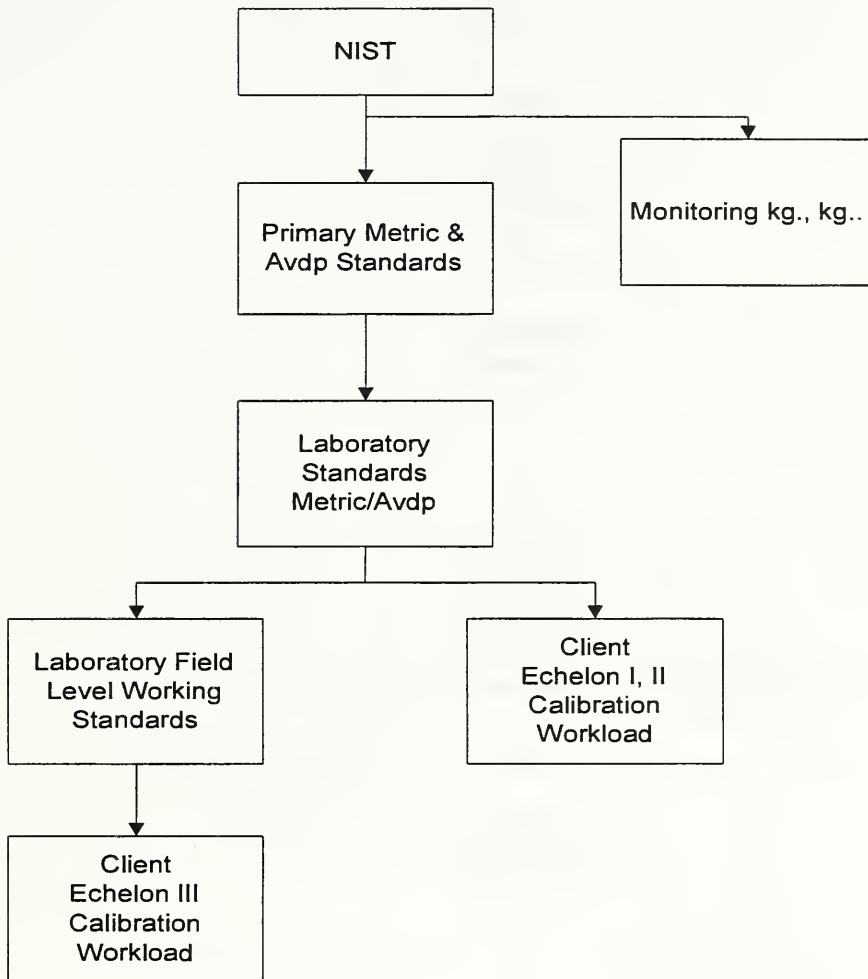 NIST
Monitoring kg., kg..
Primary Metric &
Avdp Standards
Laboratory
Standards
Metric/Avdp
Laboratory Field
Level Working
Standards
Client
Echelon I, II
Calibration
Workload
Client
Echelon III
Calibration
Workload